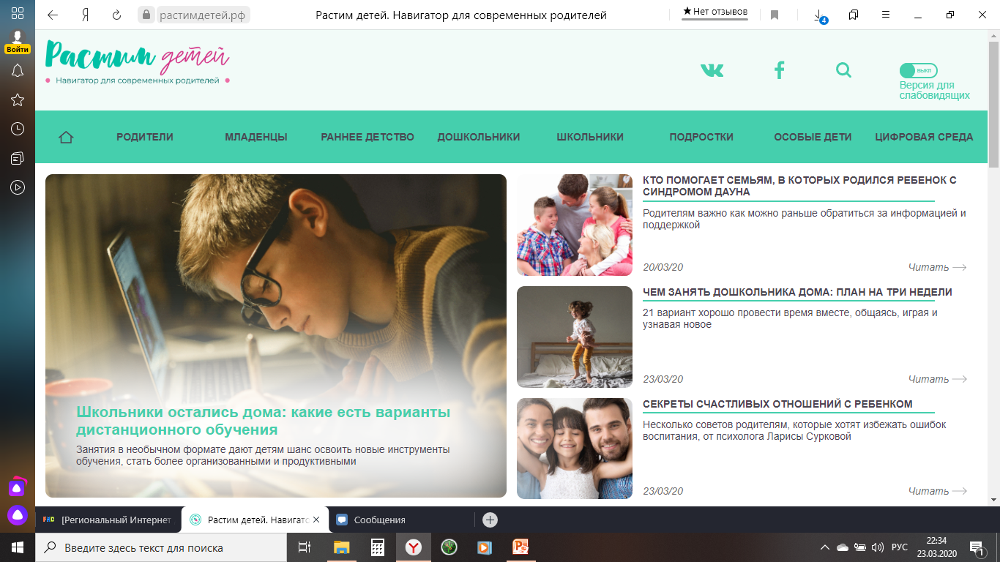 растимдетей.рф
Растим детей. Навигатор для современных родителей
Нет отзывов
4
Войти
Растим детей
Навигатор для современных родителей
ВЫКЛ
Версия для
слабовидящих
РОДИТЕЛИ
МЛАДЕНЦЫ
РАННЕЕ ДЕТСТВО
ДОШКОЛЬНИКИ
ШКОЛЬНИКИ
ПОДРОСТКИ
ОСОБЫЕ ДЕТИ
ЦИФРОВАЯ СРЕДА
Школьники остались дома: какие есть варианты
дистанционного обучения
Занятия в необычном формате дают детям шанс освоить новые инструменты
обучения, стать более организованными и продуктивными
КТО ПОМОГАЕТ СЕМЬЯМ, В КОТОРЫХ РОДИЛСЯ РЕБЕНОК С
СИНДРОМОМ ДАУНА
Родителям важно как можно раньше обратиться за информацией и
поддержкой
20/03/20
Читать
ЧЕМ ЗАНЯТЬ ДОШКОЛЬНИКА ДОМА: ПЛАН НА ТРИ НЕДЕЛИ
21 вариант хорошо провести время вместе, общаясь, играя и
узнавая новое
23/03/20
Читать
СЕКРЕТЫ СЧАСТЛИВЫХ ОТНОШЕНИЙ С РЕБЕНКОМ
Несколько советов родителям, которые хотят избежать ошибок
воспитания, от психолога Ларисы Сурковой
23/03/20
Читать
[Региональный Интернет
Растим детей. Навигато
Сообщения
Введите здесь текст для поиска
РУС
22:34
23.03.2020
1